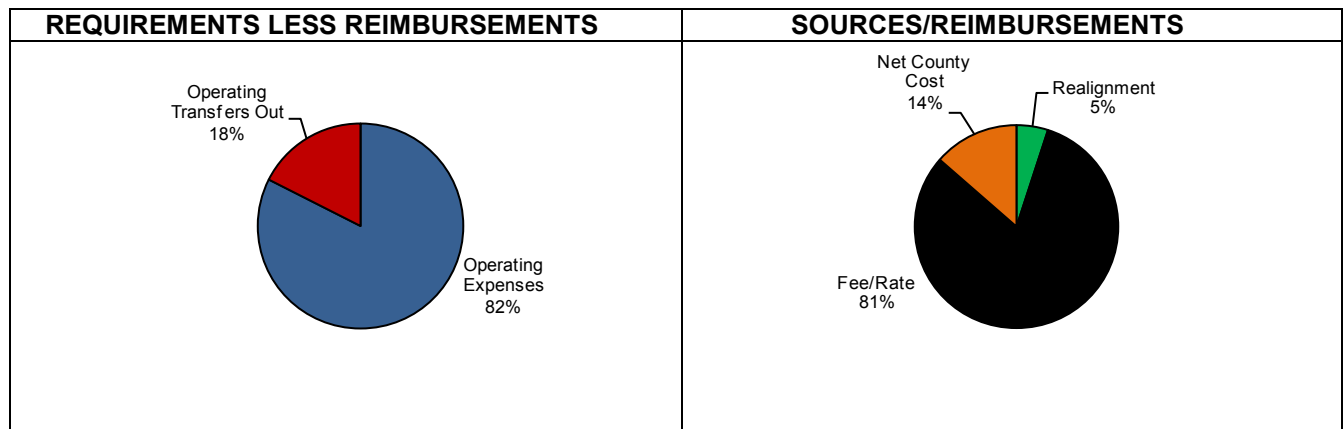 REQUIREMENTS LESS REIMBURSEMENTS
Operating
Transfers Out
18%
Operating
Expenses
82%
SOURCES/REIMBURSEMENTS
Net County
Cost
14%
Realignment
5%
Fee/Rate
81%